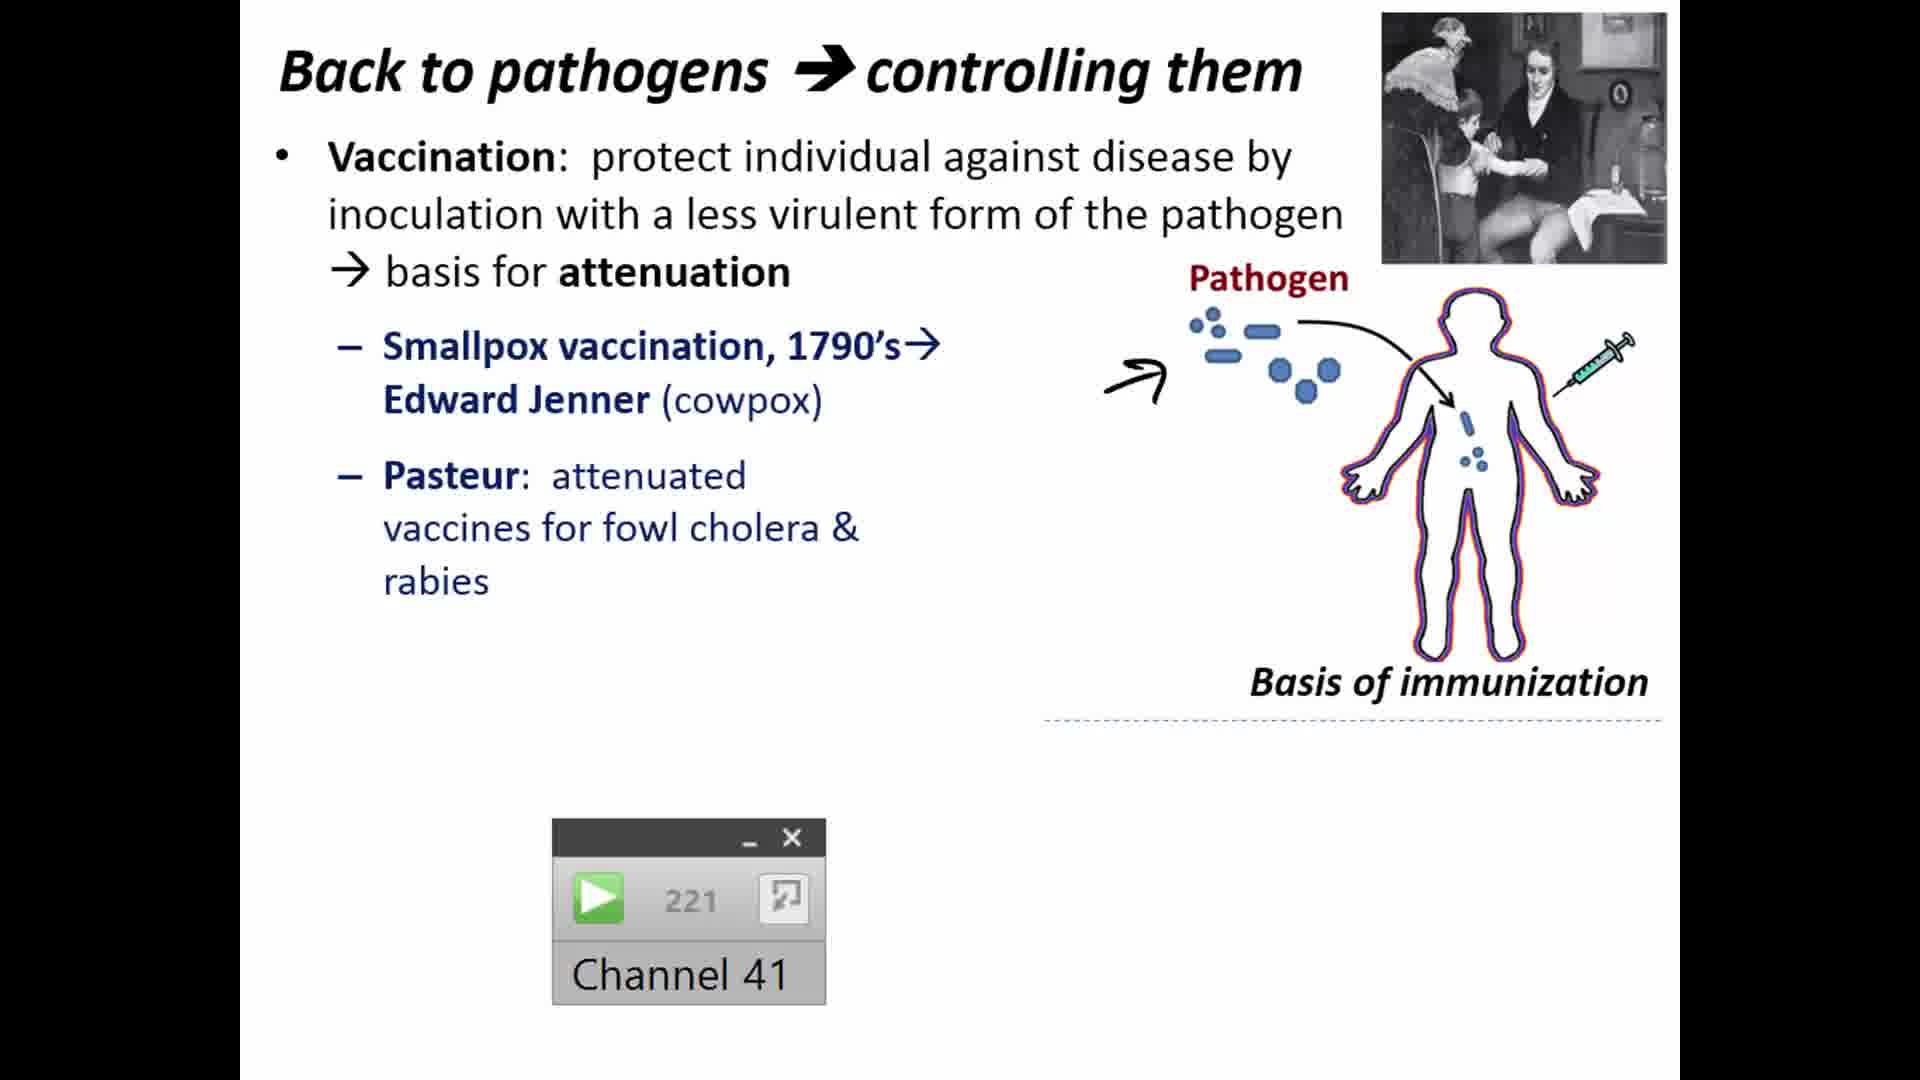 Back to pathogens → controlling them
• Vaccination: protect individual against disease by
inoculation with a less virulent form of the pathogen
→ basis for attenuation
– Smallpox vaccination, 1790’s→
Edward Jenner (cowpox)
– Pasteur: attenuated
vaccines for fowl cholera &
rabies
Pathogen
Basis of immunization
221
Channel 41